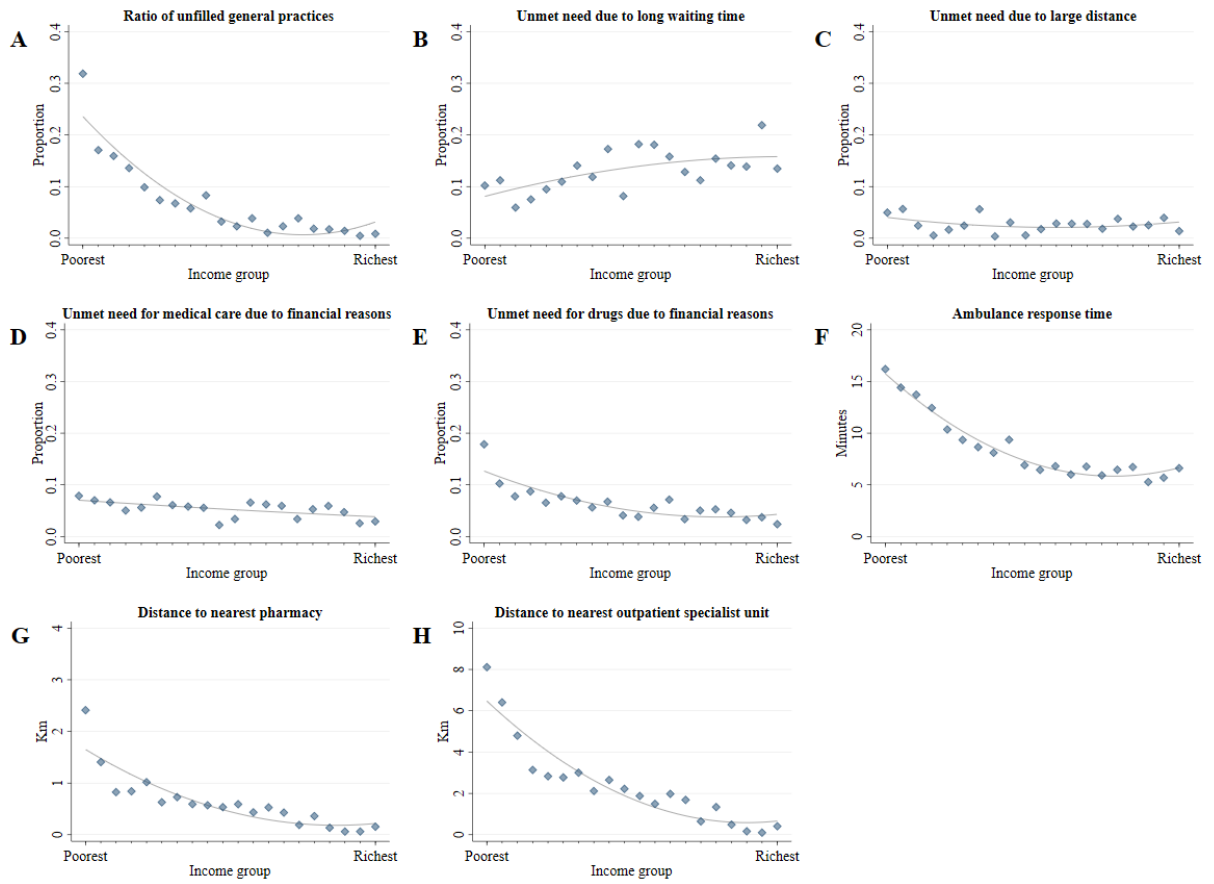 Ratio of unfilled general practices
A
0.4
0.3
0.2
0.1
0.0
Proportion
Poorest
Richest
Income group
Unmet need due to long waiting time
B
0.4
0.3
0.2
0.1
0.0
Proportion
Poorest
Richest
Income group
Unmet need due to large distance
C
0.4
0.3
0.2
0.1
0.0
Proportion
Poorest
Richest
Income group
Unmet need for medical care due to financial reasons
D
0.4
0.3
0.2
0.1
0.0
Proportion
Poorest
Richest
Income group
Unmet need for drugs due to financial reasons
E
0.4
0.3
0.2
0.1
0.0
Proportion
Poorest
Richest
Income group
Ambulance response time
F
20
15
10
5
0
Minutes
Poorest
Richest
Income group
Distance to nearest pharmacy
G
4
3
2
1
0
Km
Poorest
Richest
Income group
Distance to nearest outpatient specialist unit
H
10
8
6
4
2
0
Km
Poorest
Richest
Income group